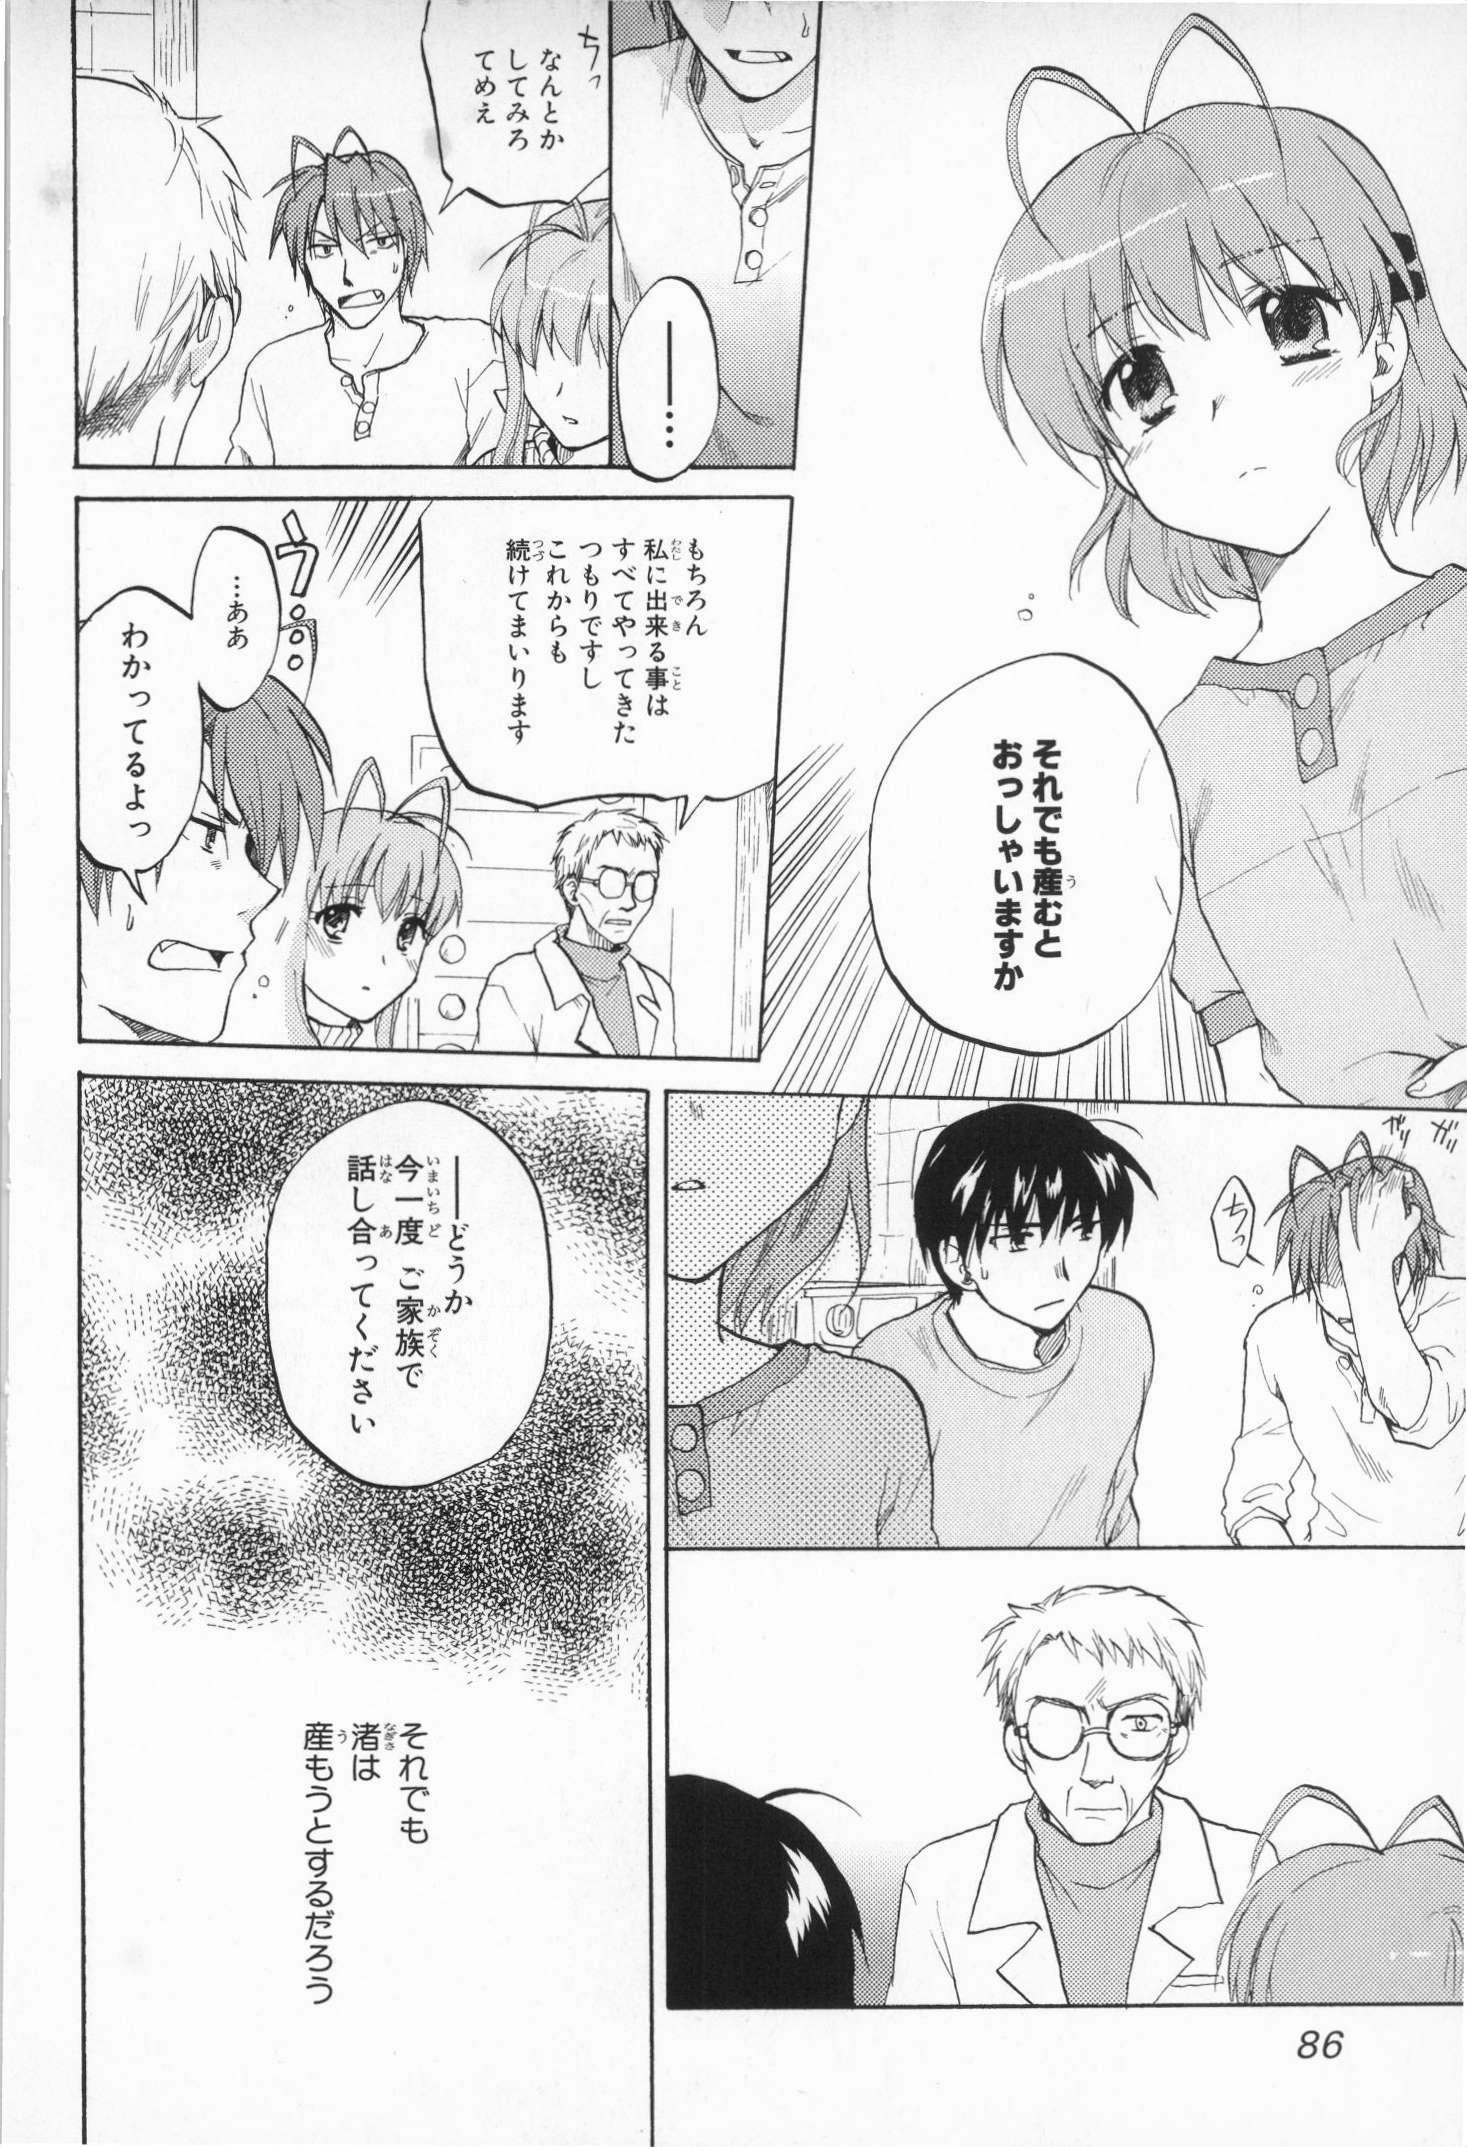 それでも産むと
おっしゃいますか
ガリ
ガリ
ちっ
――…
ちっ
なんとか
してみろ
てめえ
もちろん
私に出来る事は
すべてやってきた
つもりですし
これからも
続けてまいります
う…
…ああ
わかってるよっ
――どうか
今一度 ご家族で
話し合ってください
それでも
渚は
産もうとするだろう
86